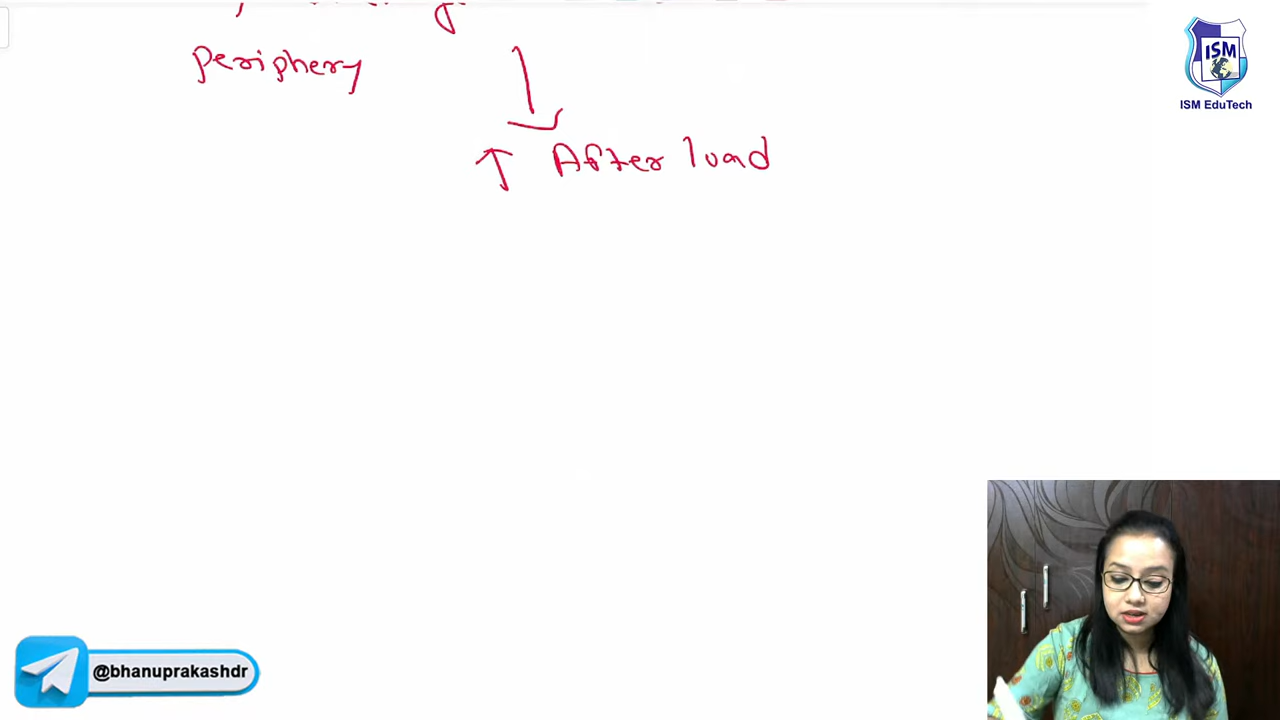 periphery
↑ After load
ISM
ISM EduTech
@bhanuprakashdr